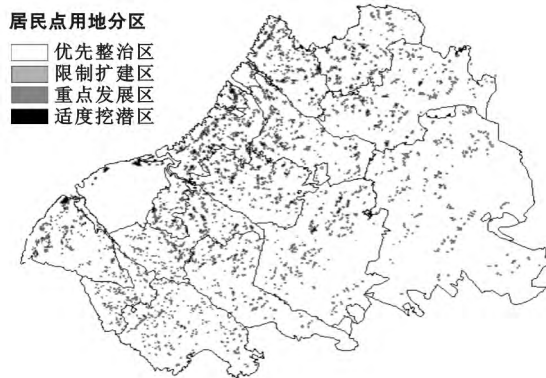 居民点用地分区
优先整治区
限制扩建区
重点发展区
适度挖潜区